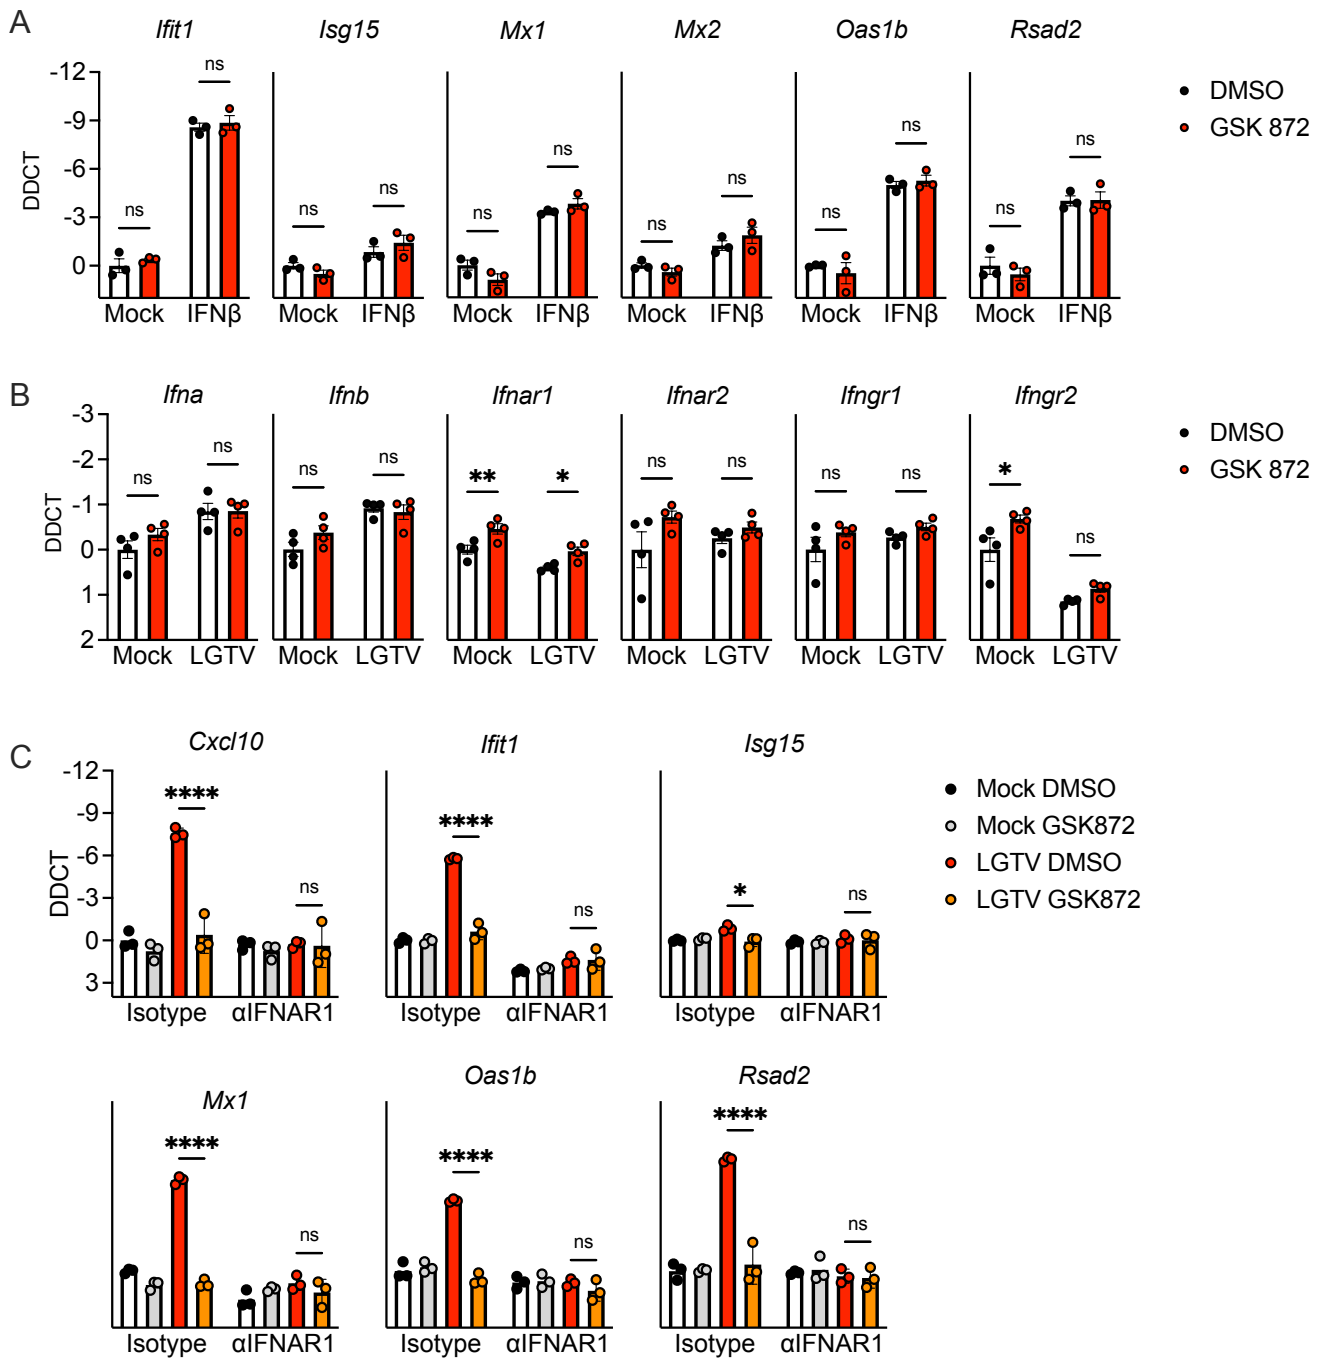 A
Ifit1 Isg15 Mx1 Mx2 Oas1b Rsad2
DDCT
-12
-9
-6
-3
0
ns ns ns ns ns ns
ns ns ns ns ns ns
Mock IFNβ Mock IFNβ Mock IFNβ Mock IFNβ Mock IFNβ Mock IFNβ
DMSO
GSK 872
B
Ifna Ifnb Ifnar1 Ifnar2 Ifngr1 Ifngr2
DDCT
-3
-2
-1
0
1
2
ns ns ns ns ** * ns ns ns ns * ns
Mock LGTV Mock LGTV Mock LGTV Mock LGTV Mock LGTV Mock LGTV
DMSO
GSK 872
C
Cxcl10 Ifit1 Isg15
DDCT
-12
-9
-6
-3
0
3
**** ns **** ns * ns
Isotype αIFNAR1 Isotype αIFNAR1 Isotype αIFNAR1
Mock DMSO
Mock GSK872
LGTV DMSO
LGTV GSK872
Mx1 Oas1b Rsad2
**** ns **** ns **** ns
Isotype αIFNAR1 Isotype αIFNAR1 Isotype αIFNAR1